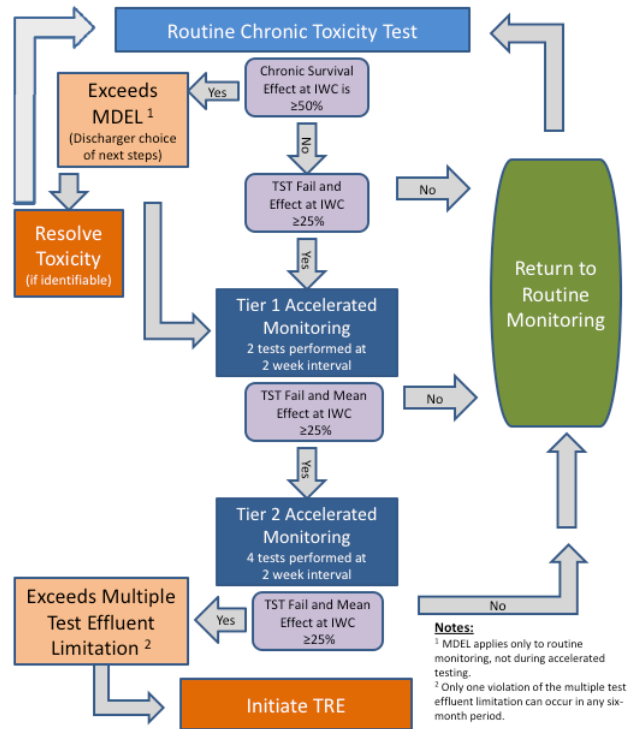 Routine Chronic Toxicity Test
Exceeds
MDEL 1
(Discharger choice
of next steps)
Yes
Chronic Survival
Effect at IWC is
≥50%
No
TST Fail and
Effect at IWC
≥25%
No
Resolve
Toxicity
(if identifiable)
Yes
Return to
Routine
Monitoring
Tier 1 Accelerated
Monitoring
2 tests performed at
2 week interval
TST Fail and Mean
Effect at IWC
≥25%
No
Yes
Tier 2 Accelerated
Monitoring
4 tests performed at
2 week interval
Exceeds Multiple
Test Effluent
Limitation 2
Yes
TST Fail and Mean
Effect at IWC
≥25%
No
Initiate TRE
Notes:
1 MDEL applies only to routine
monitoring, not during accelerated
testing.
2 Only one violation of the multiple test
effluent limitation can occur in any six-
month period.